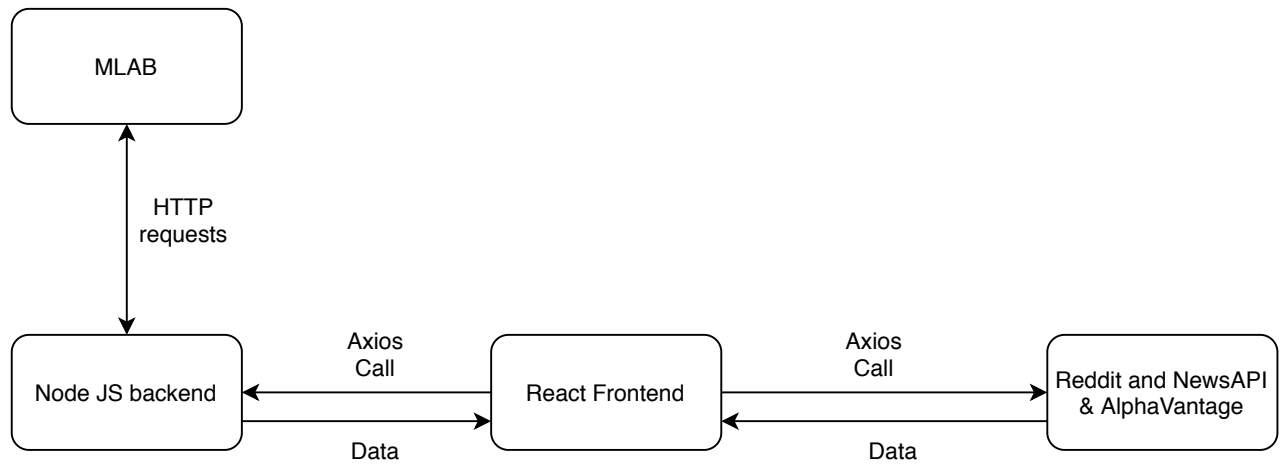 MLAB
HTTP
requests
Axios
Call
Axios
Call
Node JS backend
React Frontend
Reddit and NewsAPI
& AlphaVantage
Data
Data